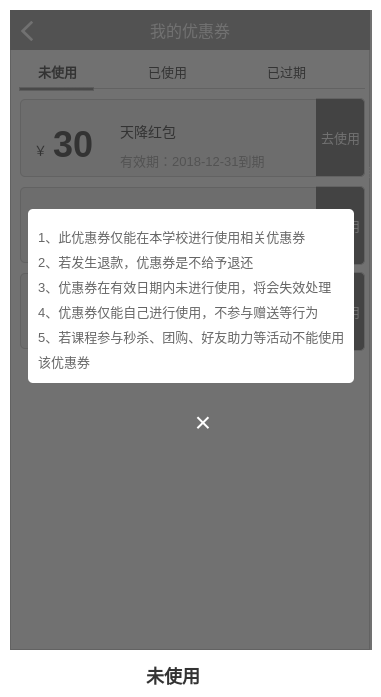 我的优惠券
未使用 已使用 已过期
天降红包
¥ 30 去使用
有效期：2018-12-31到期
用
1、此优惠券仅能在本学校进行使用相关优惠券
2、若发生退款，优惠券是不给予退还
3、优惠券在有效日期内未进行使用，将会失效处理
用
4、优惠券仅能自己进行使用，不参与赠送等行为
5、若课程参与秒杀、团购、好友助力等活动不能使用
该优惠券
未使用